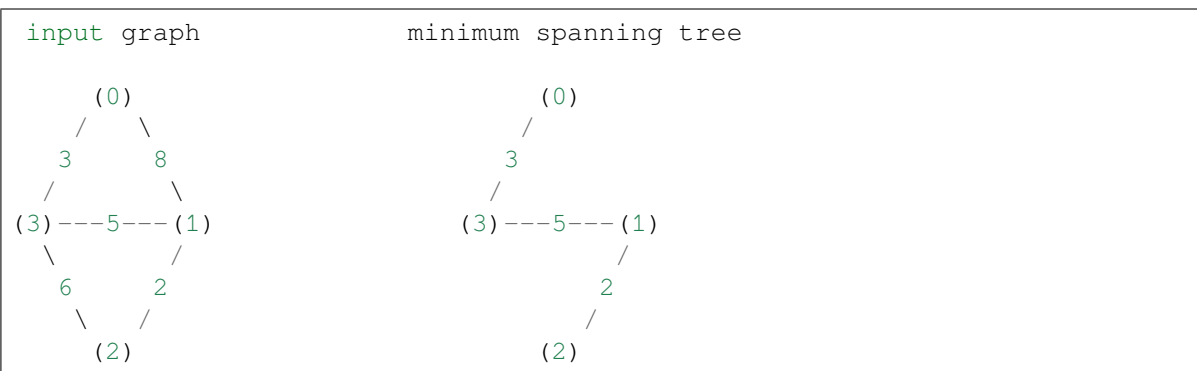 input graph             minimum spanning tree
     (0)                         (0)
    /   \                       /
   3     8                     3
  /       \                   /
(3)---5---(1)               (3)---5---(1)
  \       /                           /
   6     2                           2
    \   /                           /
     (2)                         (2)